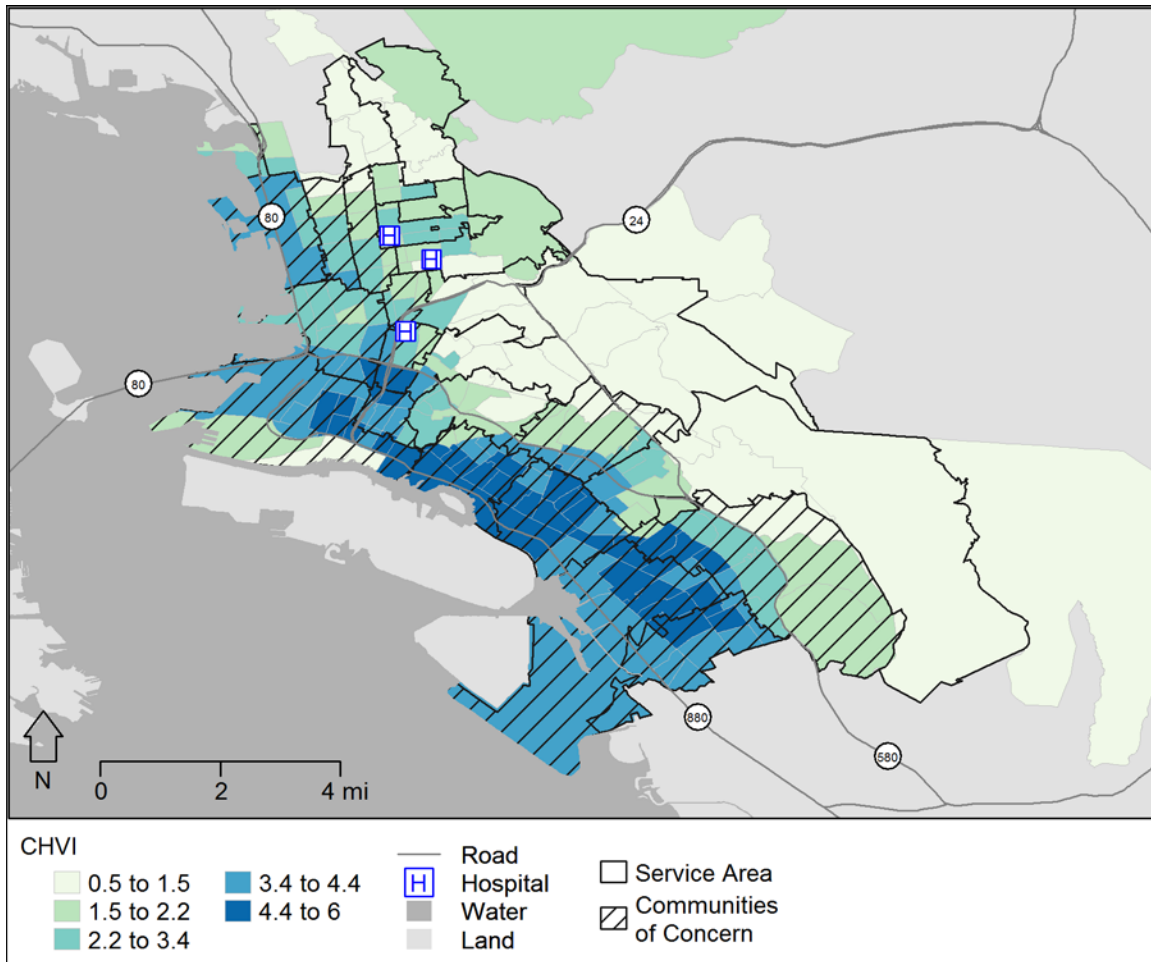 80
24
80
880
580
N
0 2 4 mi
CHVI
0.5 to 1.5
1.5 to 2.2
2.2 to 3.4
3.4 to 4.4
4.4 to 6
Road
H Hospital
Water
Land
Service Area
Communities
of Concern
H
H
H